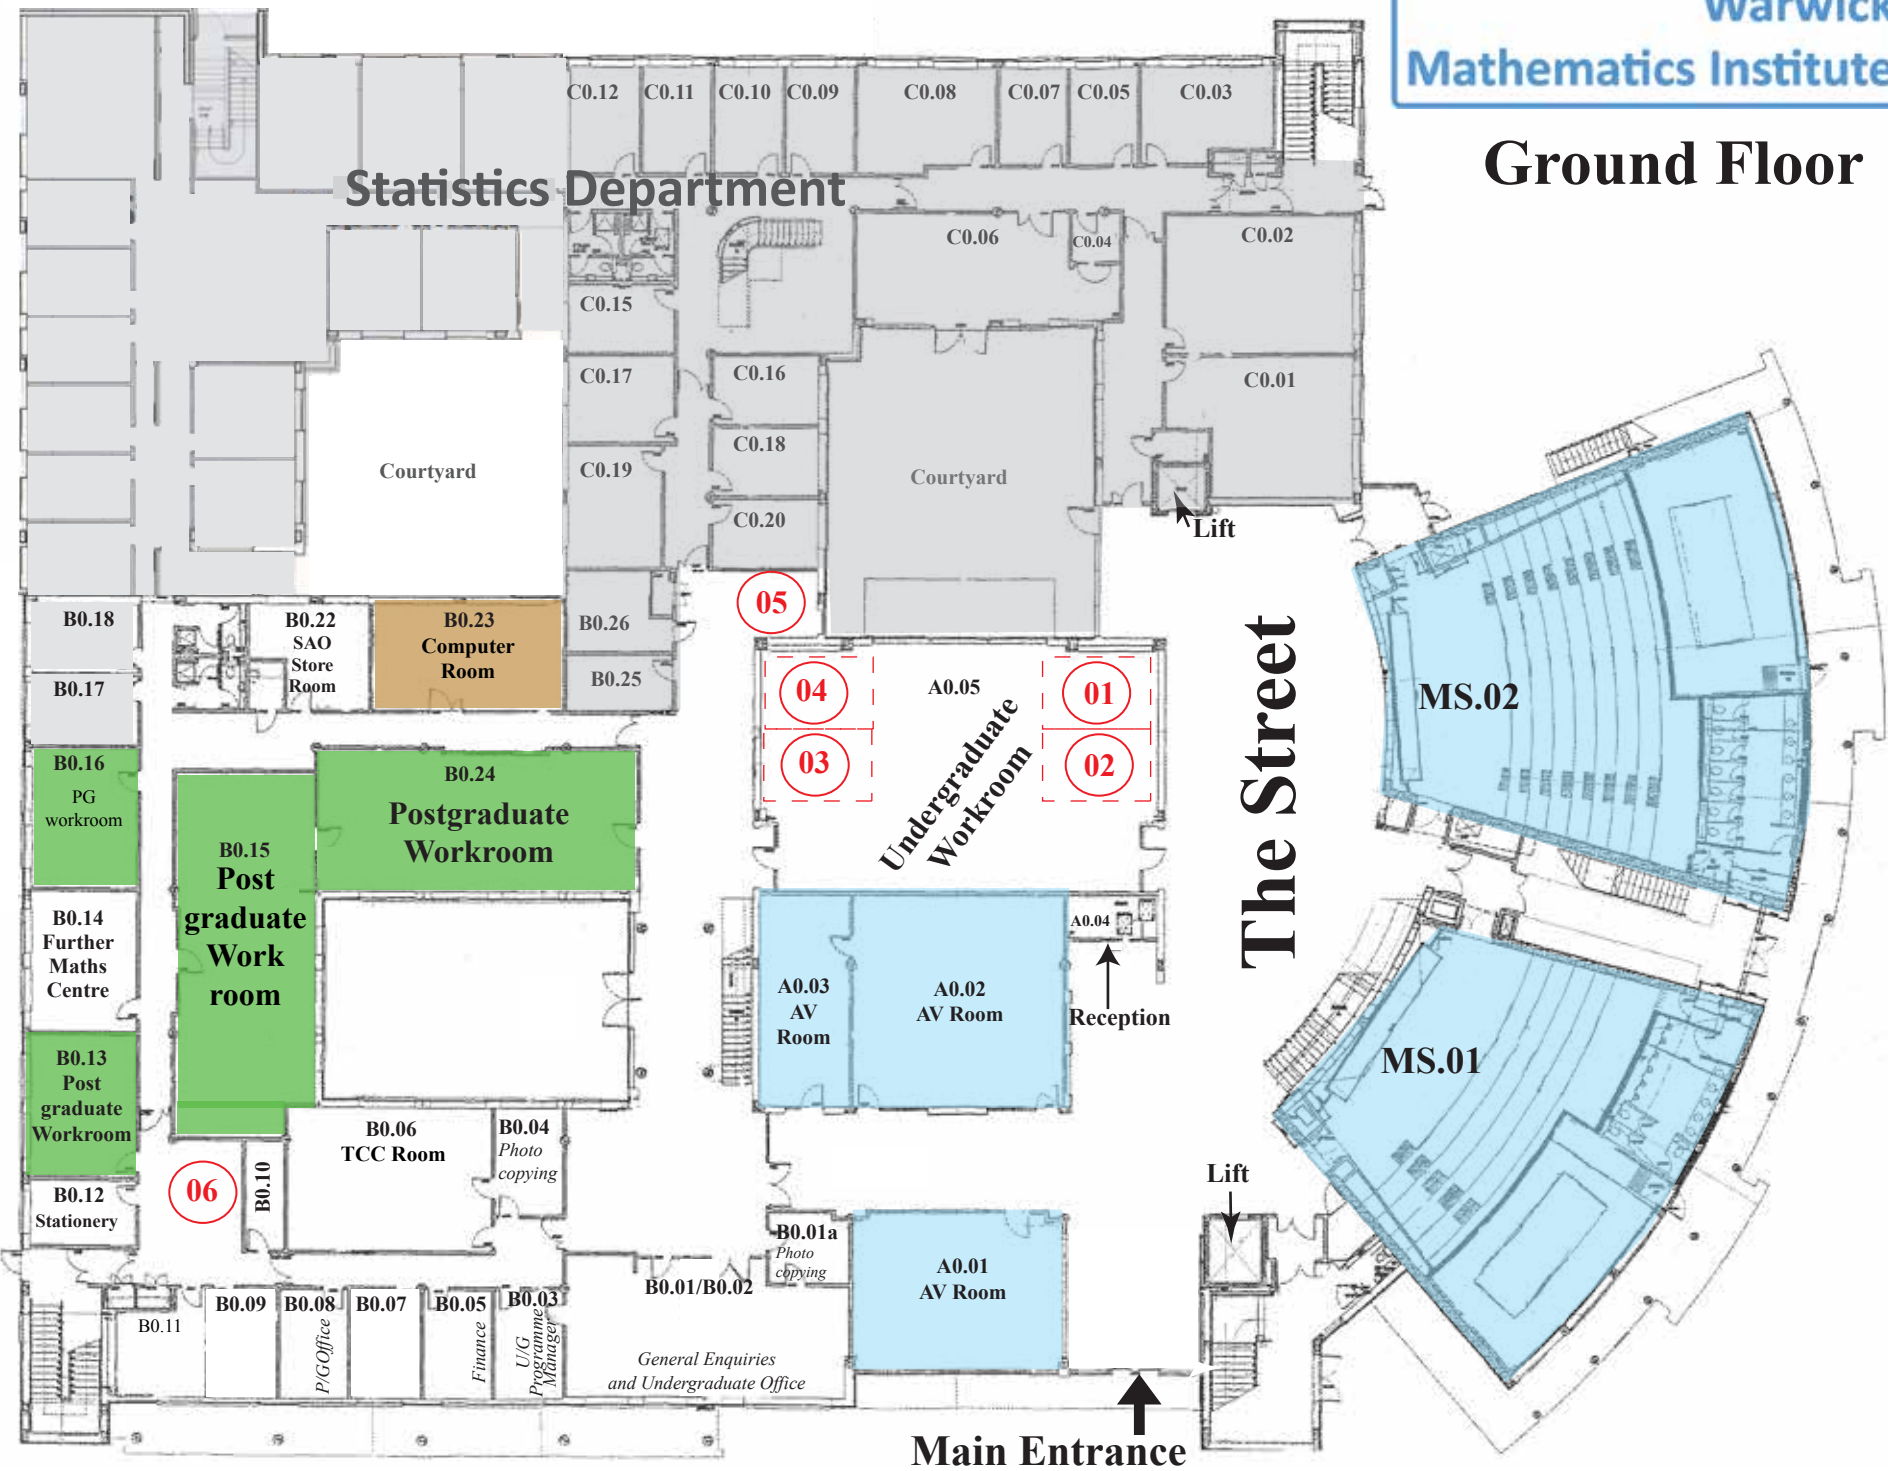 Warwick
Mathematics Institute
Ground Floor
C0.12
C0.11
C0.10
C0.09
C0.08
C0.07
C0.05
C0.03
Statistics Department
C0.06
C0.04
C0.02
C0.15
C0.17
C0.16
C0.01
C0.18
C0.19
C0.20
Courtyard
Courtyard
Lift
B0.18
B0.17
B0.22
SAO
Store
Room
B0.23
Computer
Room
B0.26
B0.25
05
04
03
01
02
A0.05
Undergraduate
Workroom
The Street
MS.02
B0.16
PG
workroom
B0.24
Postgraduate
Workroom
B0.15
Post
graduate
Work
room
B0.14
Further
Maths
Centre
A0.04
Reception
A0.03
AV
Room
A0.02
AV Room
MS.01
B0.13
Post
graduate
Workroom
B0.06
TCC Room
B0.04
Photo
copying
B0.12
Stationery
06
B0.10
Lift
B0.01a
Photo
copying
A0.01
AV Room
B0.01/B0.02
General Enquiries
and Undergraduate Office
B0.11
B0.09
B0.08
P/GOffice
B0.07
B0.05
Finance
B0.03
U/G
Programme
Manager
Main Entrance